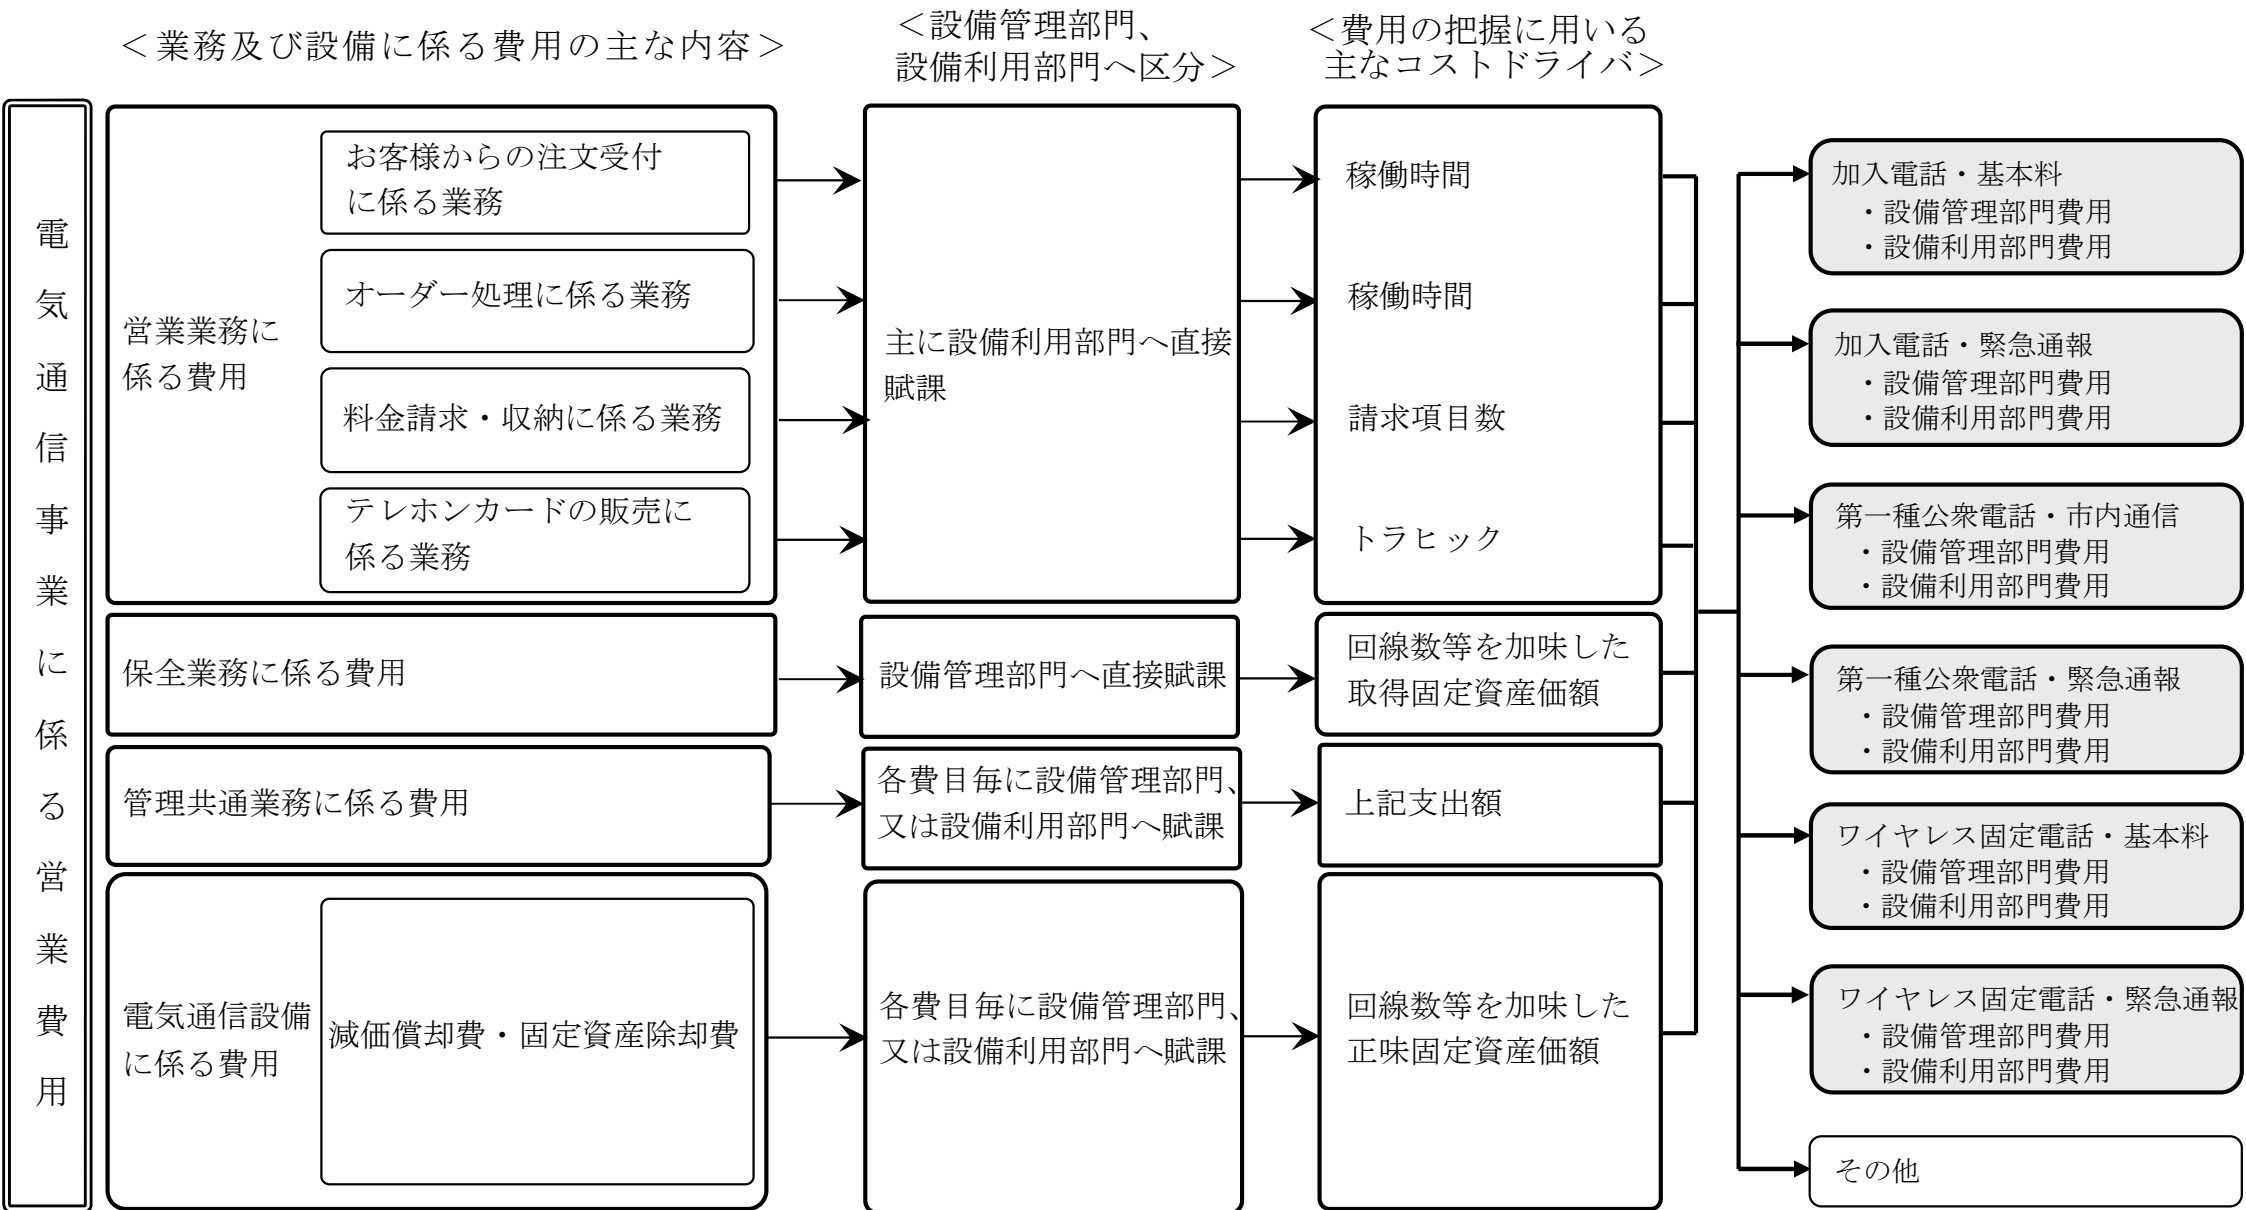 ＜業務及び設備に係る費用の主な内容＞
＜設備管理部門、
設備利用部門へ区分＞
＜費用の把握に用いる
主なコストドライバ＞
電気通信事業に係る営業費用
営業業務に
係る費用
お客様からの注文受付
に係る業務
オーダー処理に係る業務
料金請求・収納に係る業務
テレホンカードの販売に
係る業務
主に設備利用部門へ直接
賦課
稼働時間
稼働時間
請求項目数
トラヒック
保全業務に係る費用
設備管理部門へ直接賦課
回線数等を加味した
取得固定資産価額
管理共通業務に係る費用
各費目毎に設備管理部門、
又は設備利用部門へ賦課
上記支出額
電気通信設備
に係る費用
減価償却費・固定資産除却費
各費目毎に設備管理部門、
又は設備利用部門へ賦課
回線数等を加味した
正味固定資産価額
加入電話・基本料
・設備管理部門費用
・設備利用部門費用
加入電話・緊急通報
・設備管理部門費用
・設備利用部門費用
第一種公衆電話・市内通信
・設備管理部門費用
・設備利用部門費用
第一種公衆電話・緊急通報
・設備管理部門費用
・設備利用部門費用
ワイヤレス固定電話・基本料
・設備管理部門費用
・設備利用部門費用
ワイヤレス固定電話・緊急通報
・設備管理部門費用
・設備利用部門費用
その他